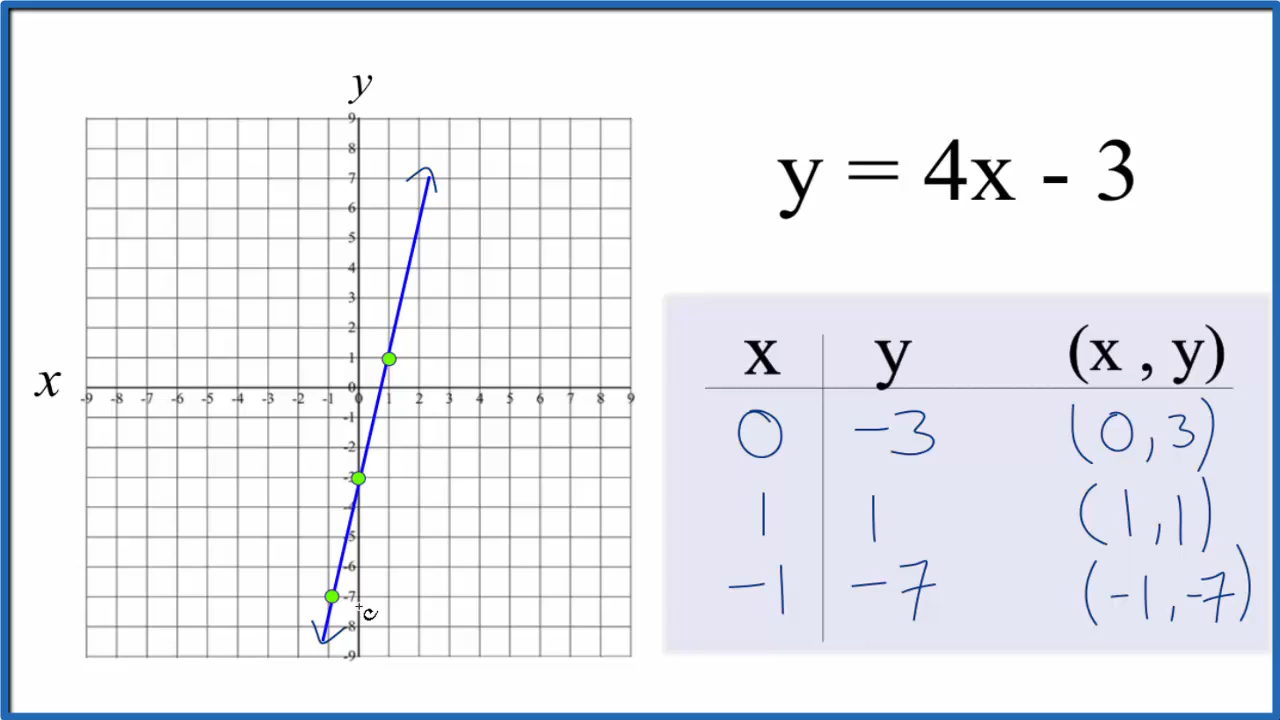 y
9
8
7
6
5
4
3
2
1
0
x
-9 -8 -7 -6 -5 -4 -3 -2 -1 0 1 2 3 4 5 6 7 8 9
-1
-2
-3
-4
-5
-6
-7
-8
-9
y = 4x - 3
x y (x , y)
0 -3 (0, 3)
1 1 (1, 1)
-1 -7 (-1, -7)